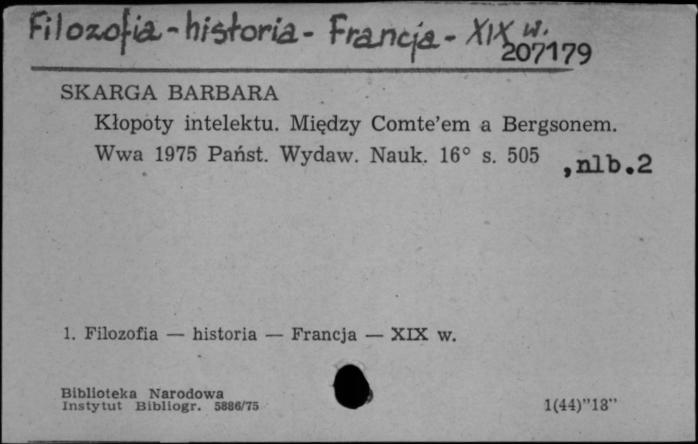 Filozofia - historia - Francja - XIX w.
207179
SKARGA BARBARA
Kłopoty intelektu. Między Comte'em a Bergsonem.
Wwa 1975 Państ. Wydaw. Nauk. 16° s. 505 , nlb.2
1. Filozofia — historia — Francja — XIX w.
Biblioteka Narodowa
Instytut Bibliogr. 5886/75
1(44)"18"